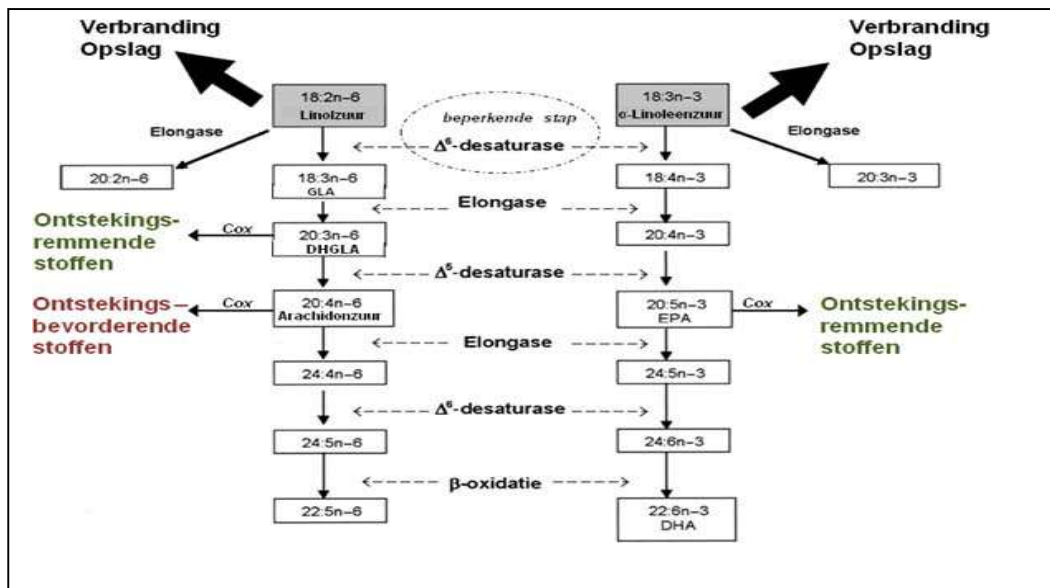 Verbranding
Opslag
Verbranding
Opslag
18:2n-6
Linolzuur
beperkende stap
18:3n-3
α-Linoleenzuur
Elongase
Δ⁶-desaturase
Elongase
20:2n-6
18:3n-6
GLA
18:4n-3
20:3n-3
Elongase
Ontstekings-
remmende
stoffen
Cox
20:3n-6
DHGLA
20:4n-3
Δ⁵-desaturase
Ontstekings–
bevorderende
stoffen
Cox
20:4n-6
Arachidonzuur
20:5n-3
EPA
Cox
Ontstekings-
remmende
stoffen
Elongase
24:4n-6
24:5n-3
Δ⁶-desaturase
24:5n-6
24:6n-3
β-oxidatie
22:5n-6
22:6n-3
DHA